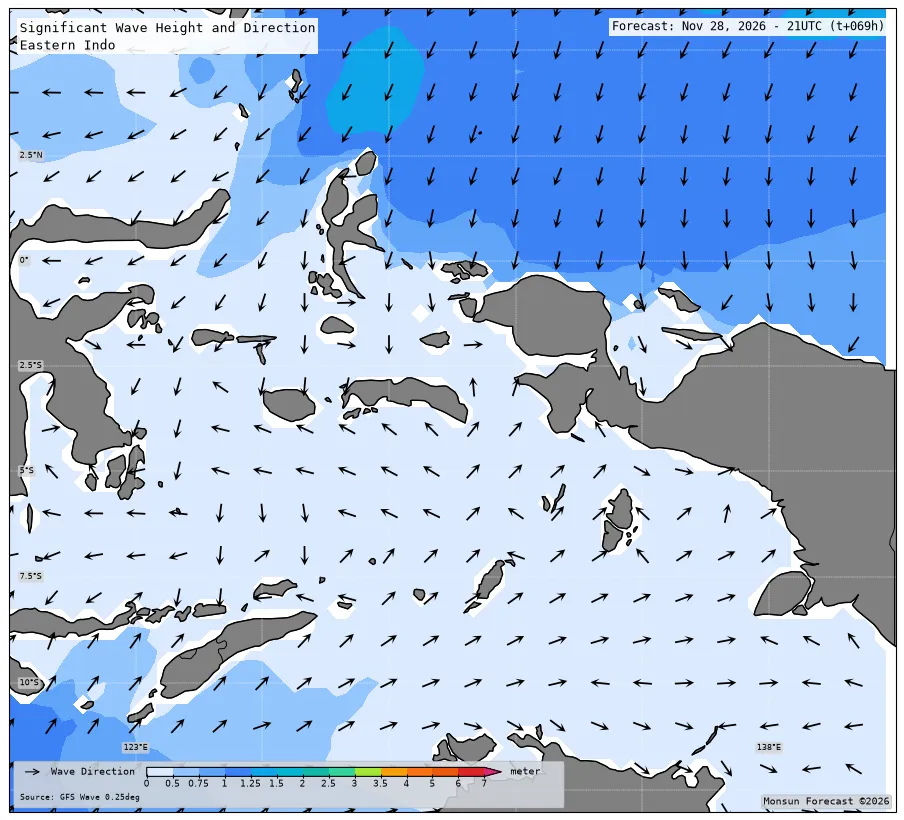 Significant Wave Height and Direction
Eastern Indo
Forecast: Nov 28, 2026 - 21UTC (t+069h)
2.5°N
0°
2.5°S
5°S
7.5°S
10°S
123°E
138°E
Wave Direction
meter
0 0.5 0.75 1 1.25 1.5 2 2.5 3 3.5 4 5 6 7
Source: GFS Wave 0.25deg
Monsun Forecast ©2026